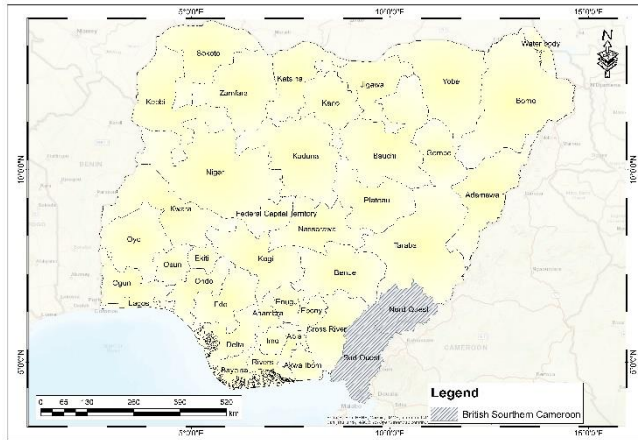 5°0'0"E
10°0'0"E
15°0'0"E
N
Water body
Sokoto
Katsina
Jigawa
Yobe
Borno
Zamfara
Kano
Kebbi
10°0'0"N
10°0'0"N
BENIN
Kaduna
Bauchi
Gombe
Niger
Adamawa
Plateau
Kwara
Federal Capital Territory
Nassarawa
Oyo
Taraba
Osun
Ekiti
Kogi
Benue
Ogun
Ondo
Lagos
Edo
Enugu
Anambra
Ebony
Nord Ouest
Cross River
CAMEROON
Delta
Imo
Abia
Sud Ouest
5°0'0"N
5°0'0"N
Rivers
Akwa Ibom
Bayelsa
Legend
British Sourthern Cameroon
0 65 130 260 390 520
km
5°0'0"E
10°0'0"E
15°0'0"E